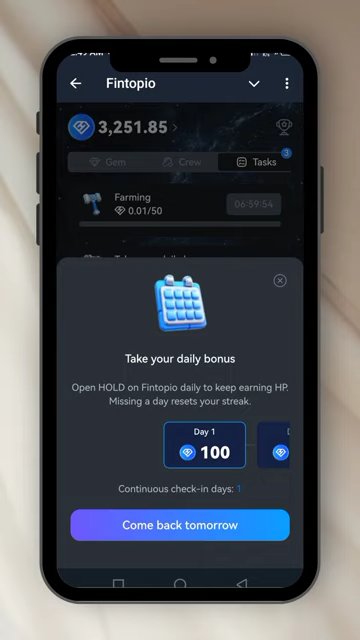 Fintopio
3,251.85
Gem
Crew
Tasks
3
Farming
0.01/50
06:59:54
Take your daily bonus
Open HOLD on Fintopio daily to keep earning HP.
Missing a day resets your streak.
Day 1
100
Continuous check-in days: 1
Come back tomorrow